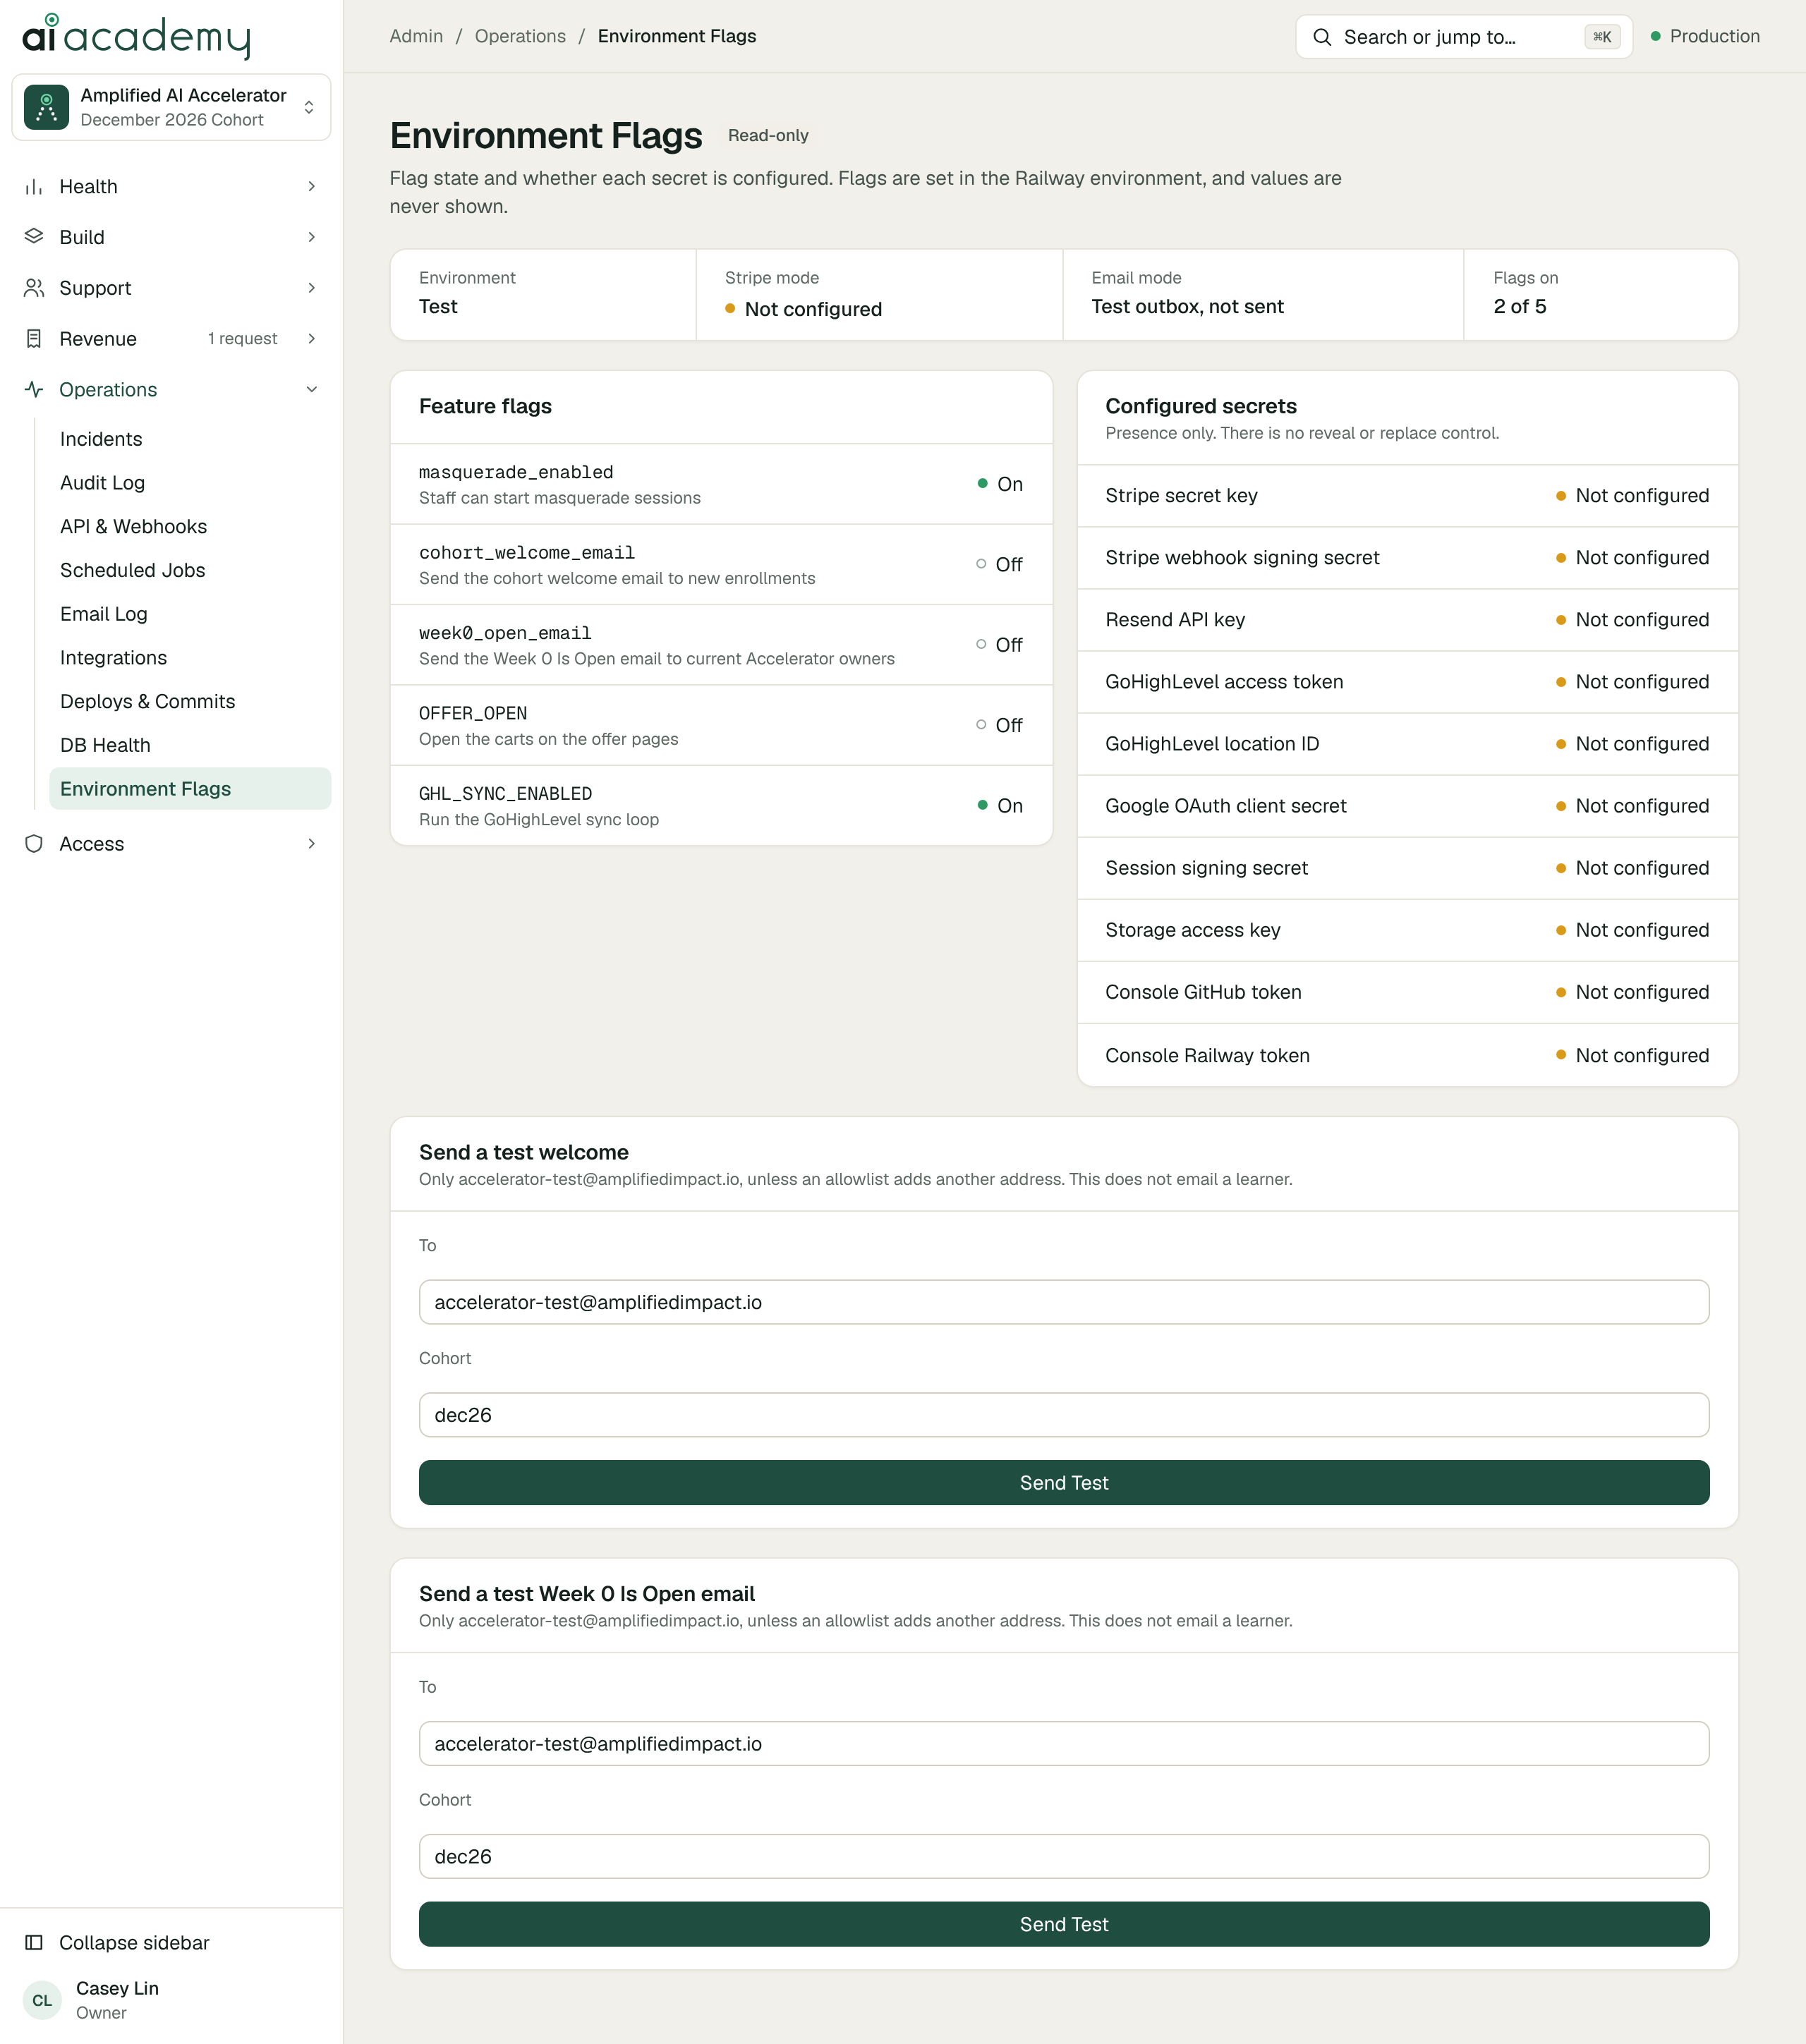 ai academy
Amplified AI Accelerator
December 2026 Cohort
Health
Build
Support
Revenue 1 request
Operations
Incidents
Audit Log
API & Webhooks
Scheduled Jobs
Email Log
Integrations
Deploys & Commits
DB Health
Environment Flags
Access
Collapse sidebar
CL
Casey Lin
Owner
Admin / Operations / Environment Flags
Search or jump to... ⌘K
Production
Environment Flags Read-only
Flag state and whether each secret is configured. Flags are set in the Railway environment, and values are
never shown.
Environment
Test
Stripe mode
Not configured
Email mode
Test outbox, not sent
Flags on
2 of 5
Feature flags
masquerade_enabled
Staff can start masquerade sessions
On
cohort_welcome_email
Send the cohort welcome email to new enrollments
Off
week0_open_email
Send the Week 0 Is Open email to current Accelerator owners
Off
OFFER_OPEN
Open the carts on the offer pages
Off
GHL_SYNC_ENABLED
Run the GoHighLevel sync loop
On
Configured secrets
Presence only. There is no reveal or replace control.
Stripe secret key Not configured
Stripe webhook signing secret Not configured
Resend API key Not configured
GoHighLevel access token Not configured
GoHighLevel location ID Not configured
Google OAuth client secret Not configured
Session signing secret Not configured
Storage access key Not configured
Console GitHub token Not configured
Console Railway token Not configured
Send a test welcome
Only accelerator-test@amplifiedimpact.io, unless an allowlist adds another address. This does not email a learner.
To
accelerator-test@amplifiedimpact.io
Cohort
dec26
Send Test
Send a test Week 0 Is Open email
Only accelerator-test@amplifiedimpact.io, unless an allowlist adds another address. This does not email a learner.
To
accelerator-test@amplifiedimpact.io
Cohort
dec26
Send Test